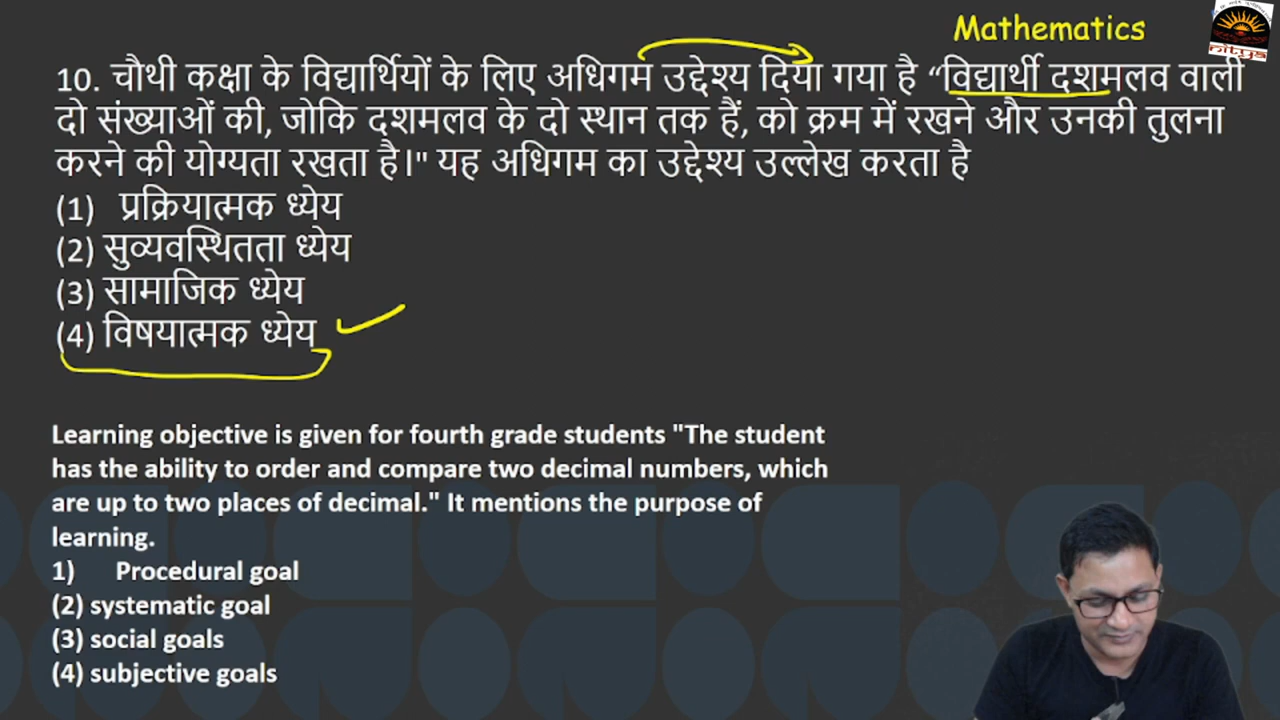 Mathematics
nitya
10. चौथी कक्षा के विद्यार्थियों के लिए अधिगम उद्देश्य दिया गया है “विद्यार्थी दशमलव वाली
दो संख्याओं की, जोकि दशमलव के दो स्थान तक हैं, को क्रम में रखने और उनकी तुलना
करने की योग्यता रखता है।" यह अधिगम का उद्देश्य उल्लेख करता है
(1) प्रक्रियात्मक ध्येय
(2) सुव्यवस्थितता ध्येय
(3) सामाजिक ध्येय
(4) विषयात्मक ध्येय
Learning objective is given for fourth grade students "The student
has the ability to order and compare two decimal numbers, which
are up to two places of decimal." It mentions the purpose of
learning.
1) Procedural goal
(2) systematic goal
(3) social goals
(4) subjective goals